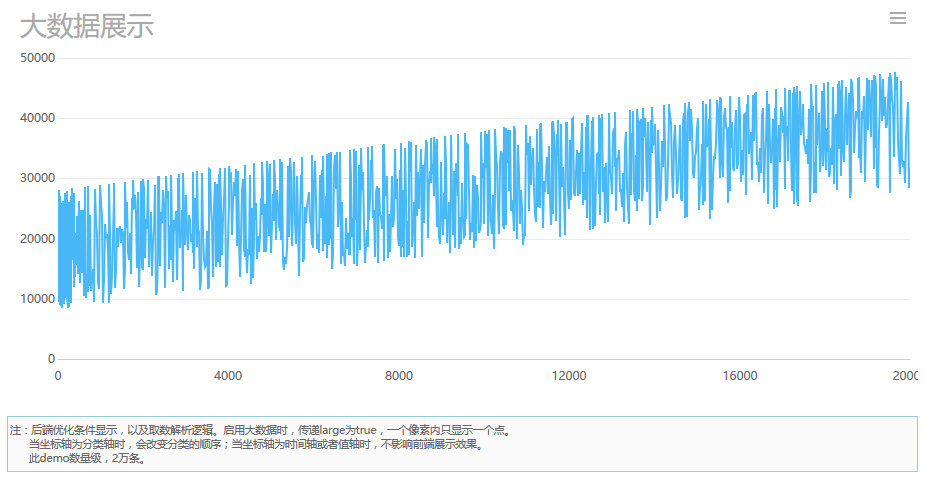 大数据展示
50000
40000
30000
20000
10000
0
0 4000 8000 12000 16000 2000
注：后端优化条件显示，以及取数解析逻辑。启用大数据时，传递large为true，一个像素内只显示一个点。
当坐标轴为分类轴时，会改变分类的顺序；当坐标轴为时间轴或者值轴时，不影响前端展示效果。
此demo数量级，2万条。